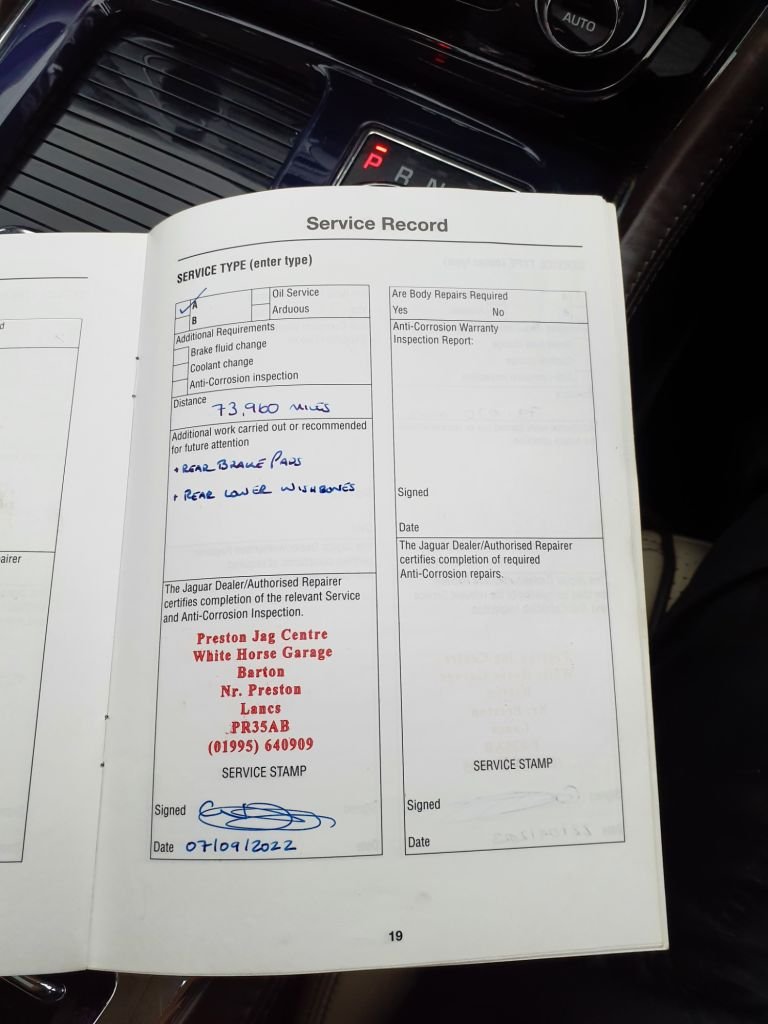 AUTO
P R N
Service Record
SERVICE TYPE (enter type)
A
B
Oil Service
Arduous
Additional Requirements
Brake fluid change
Coolant change
Anti-Corrosion inspection
Distance 73,960 MILES
Additional work carried out or recommended
for future attention
• REAR BRAKE PADS
• REAR LOWER WISHBONES
The Jaguar Dealer/Authorised Repairer
certifies completion of the relevant Service
and Anti-Corrosion Inspection.
Preston Jag Centre
White Horse Garage
Barton
Nr. Preston
Lancs
PR35AB
(01995) 640909
SERVICE STAMP
Signed
Date 07/09/2022
Are Body Repairs Required
Yes No
Anti-Corrosion Warranty
Inspection Report:
Signed
Date
The Jaguar Dealer/Authorised Repairer
certifies completion of required
Anti-Corrosion repairs.
SERVICE STAMP
Signed
Date
19